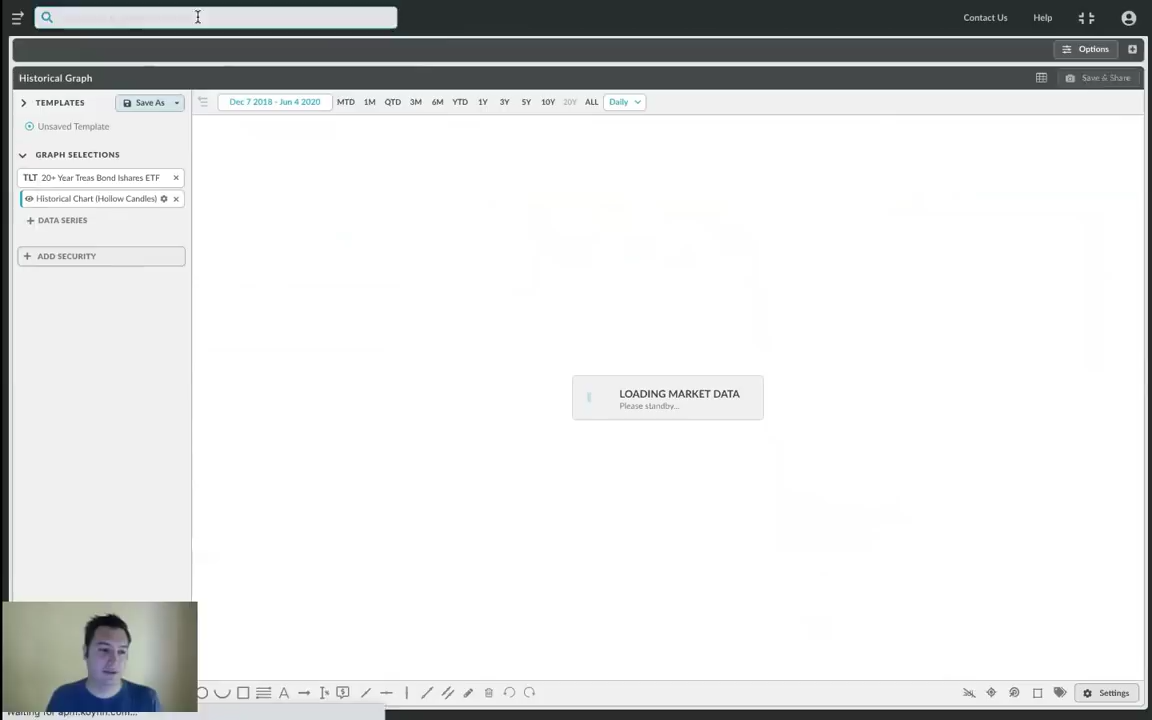 Contact Us Help
Options
Historical Graph
Save & Share
TEMPLATES Save As
Dec 7 2018 - Jun 4 2020 MTD 1M QTD 3M 6M YTD 1Y 3Y 5Y 10Y 20Y ALL Daily
Unsaved Template
GRAPH SELECTIONS
TLT 20+ Year Treas Bond Ishares ETF
Historical Chart (Hollow Candles)
+ DATA SERIES
+ ADD SECURITY
LOADING MARKET DATA
Please standby...
Settings